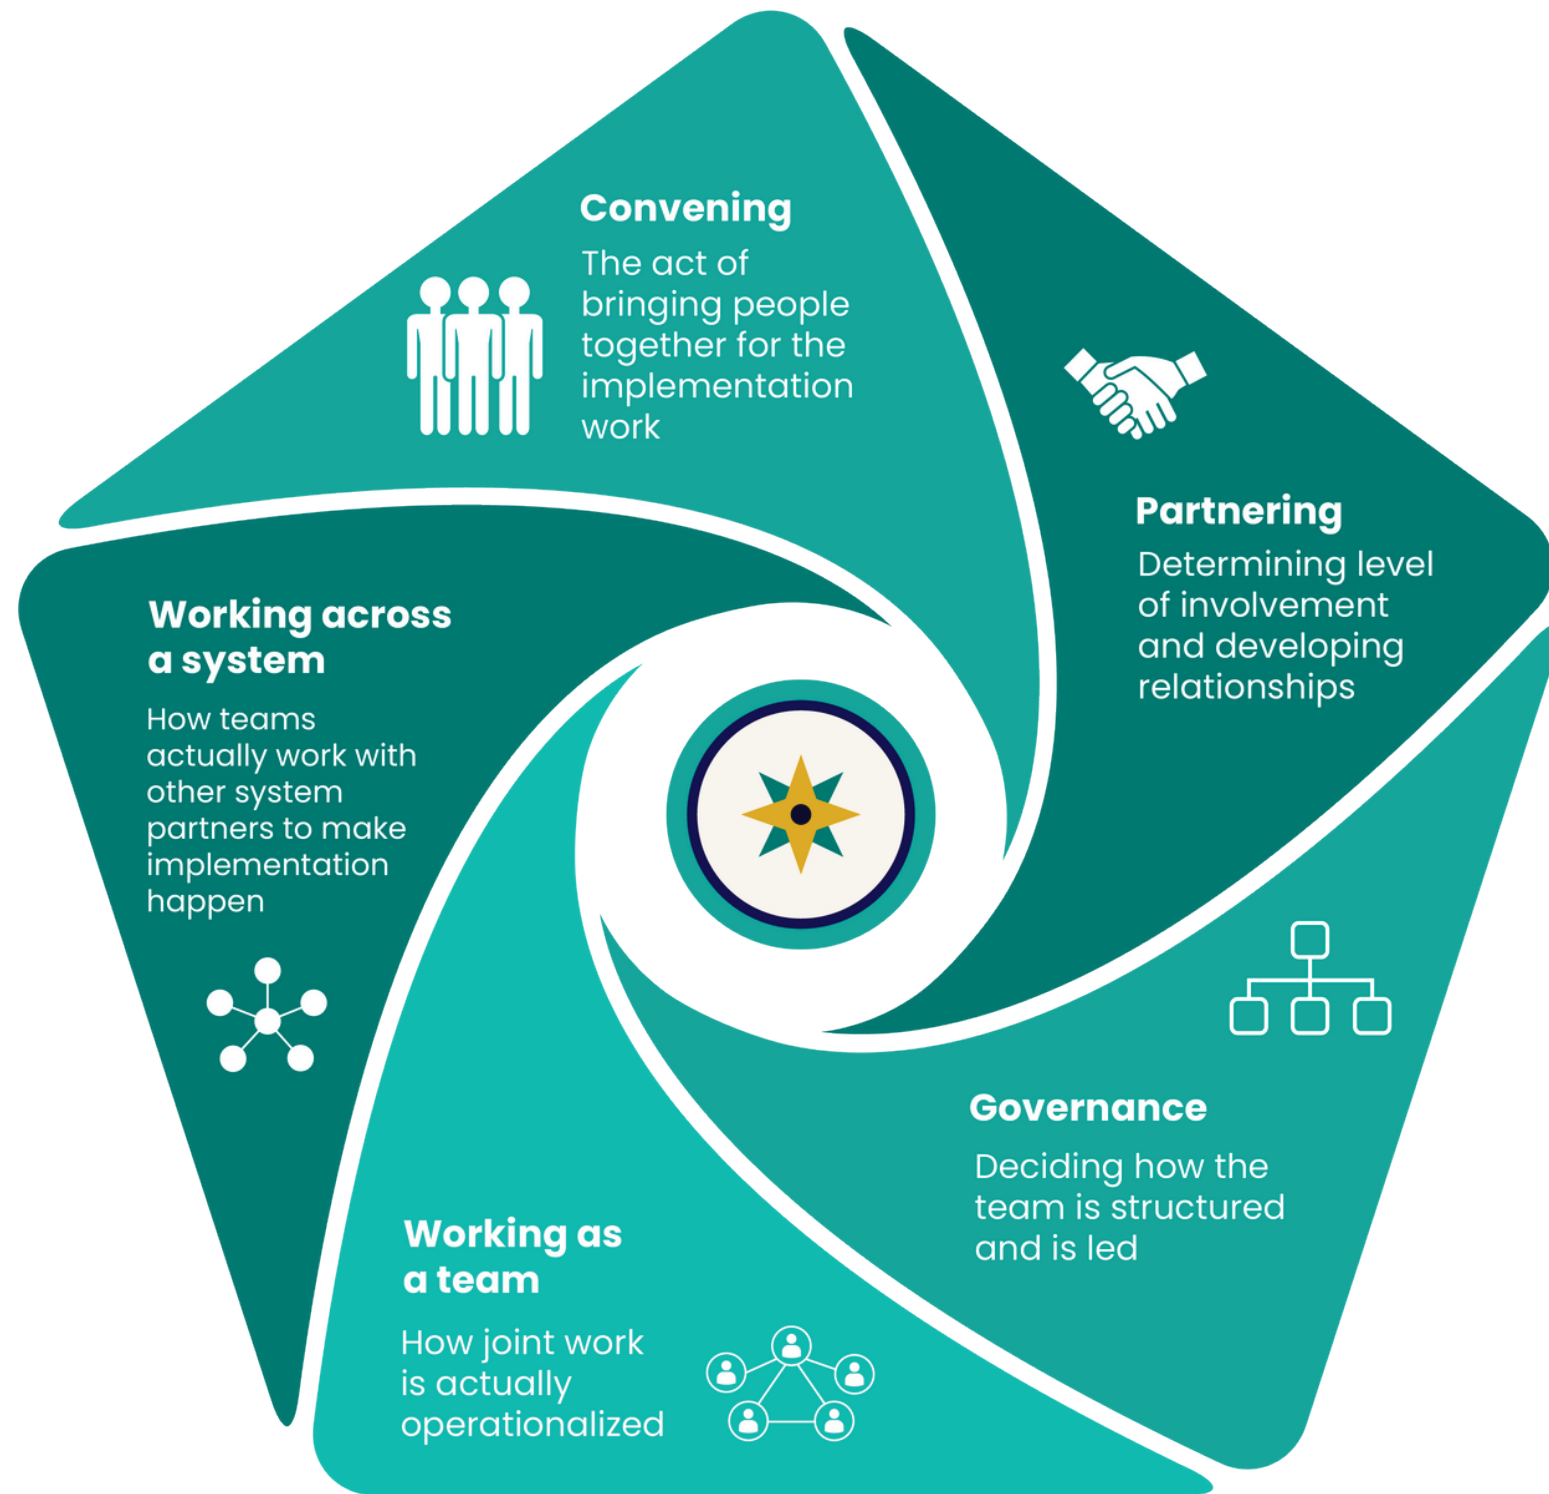 Convening
The act of
bringing people
together for the
implementation
work
Partnering
Determining level
of involvement
and developing
relationships
Governance
Deciding how the
team is structured
and is led
Working as
a team
How joint work
is actually
operationalized
Working across
a system
How teams
actually work with
other system
partners to make
implementation
happen